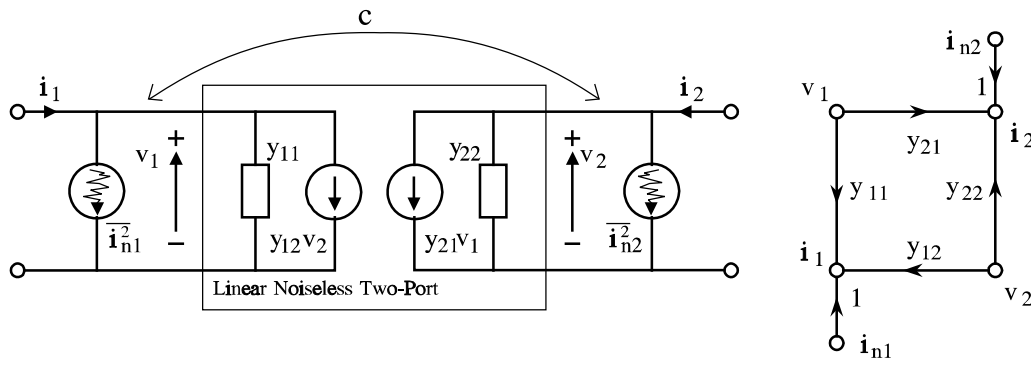 c
i1
i2
v1
+
−
y11
y12v2
y21v1
y22
v2
+
−
i²n1
i²n2
Linear Noiseless Two-Port
in2
1
v1
i2
y21
y11
y22
i1
y12
v2
1
in1